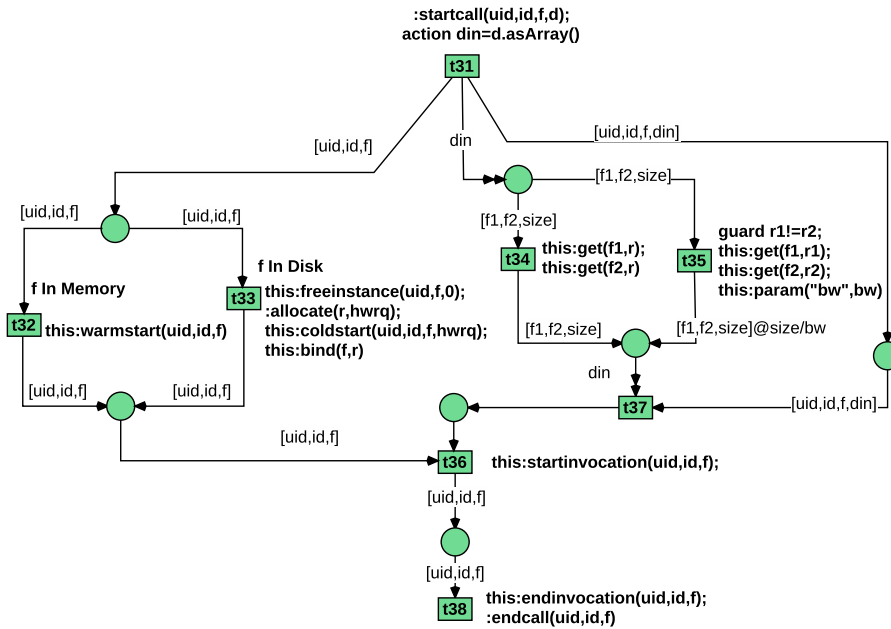 :startcall(uid,id,f,d);
action din=d.asArray()
t31
[uid,id,f]
din
[uid,id,f,din]
[f1,f2,size]
[uid,id,f]
[uid,id,f]
[f1,f2,size]
f In Memory
f In Disk
t34
this:get(f1,r);
this:get(f2,r)
t35
guard r1!=r2;
this:get(f1,r1);
this:get(f2,r2);
this:param("bw",bw)
t32
this:warmstart(uid,id,f)
t33
this:freeinstance(uid,f,0);
:allocate(r,hwrq);
this:coldstart(uid,id,f,hwrq);
this:bind(f,r)
[f1,f2,size]
[f1,f2,size]@size/bw
din
[uid,id,f]
[uid,id,f]
t37
[uid,id,f,din]
[uid,id,f]
t36
this:startinvocation(uid,id,f);
[uid,id,f]
[uid,id,f]
t38
this:endinvocation(uid,id,f);
:endcall(uid,id,f)